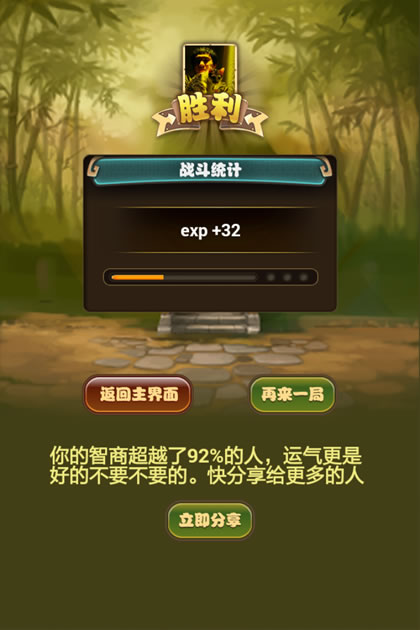 胜利
战斗统计
exp +32
返回主界面 再来一局
你的智商超越了92%的人，运气更是
好的不要不要的。快分享给更多的人
立即分享